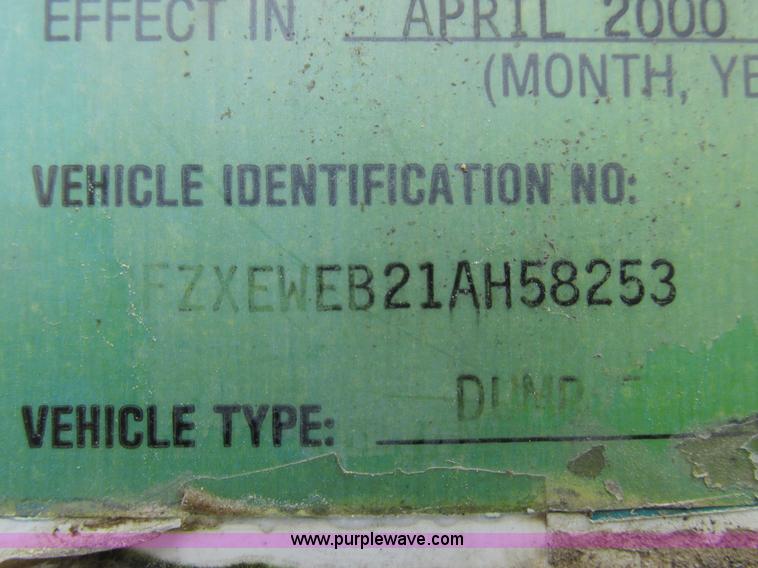 EFFECT IN APRIL 2000
(MONTH, YE
VEHICLE IDENTIFICATION NO:
FZXEWEB21AH58253
VEHICLE TYPE: DUMP
www.purplewave.com